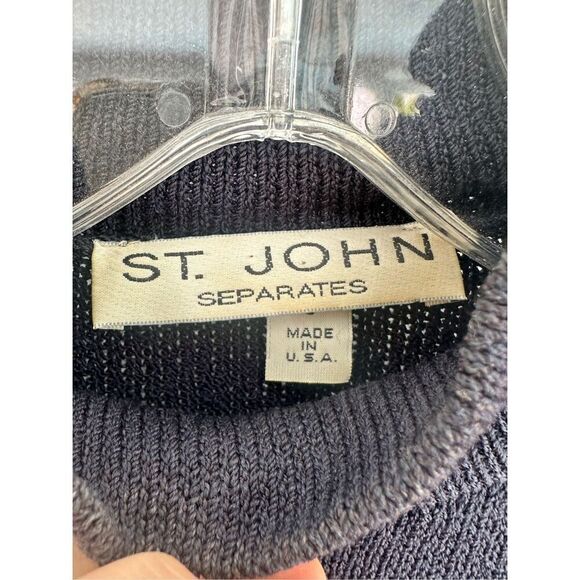 ST. JOHN
SEPARATES
MADE
IN
U.S.A.